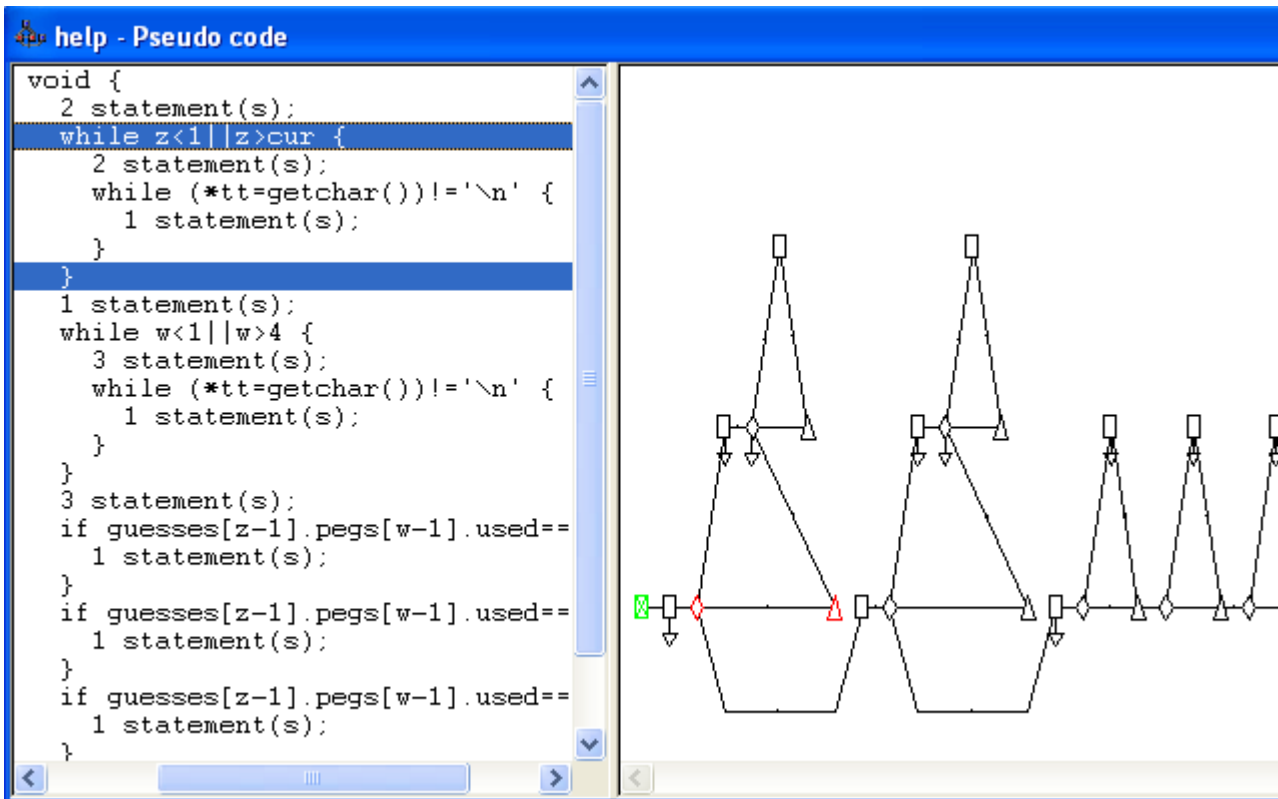 help - Pseudo code
void {
2 statement(s);
while z<1||z>cur {
2 statement(s);
while (*tt=getchar())!='\n' {
1 statement(s);
}
}
1 statement(s);
while w<1||w>4 {
3 statement(s);
while (*tt=getchar())!='\n' {
1 statement(s);
}
}
3 statement(s);
if guesses[z-1].pegs[w-1].used==
1 statement(s);
}
if guesses[z-1].pegs[w-1].used==
1 statement(s);
}
if guesses[z-1].pegs[w-1].used==
1 statement(s);
}